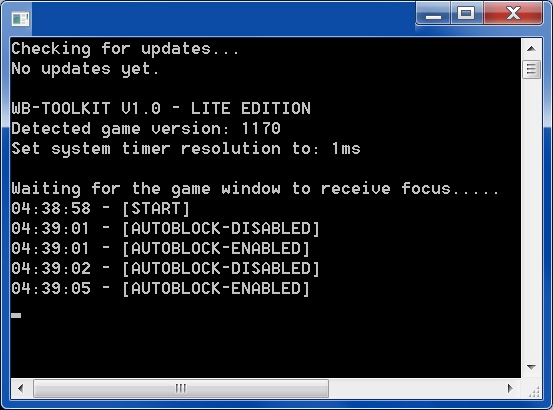 Checking for updates...
No updates yet.
WB-TOOLKIT V1.0 - LITE EDITION
Detected game version: 1170
Set system timer resolution to: 1ms
Waiting for the game window to receive focus.....
04:38:58 - [START]
04:39:01 - [AUTOBLOCK-DISABLED]
04:39:01 - [AUTOBLOCK-ENABLED]
04:39:02 - [AUTOBLOCK-DISABLED]
04:39:05 - [AUTOBLOCK-ENABLED]